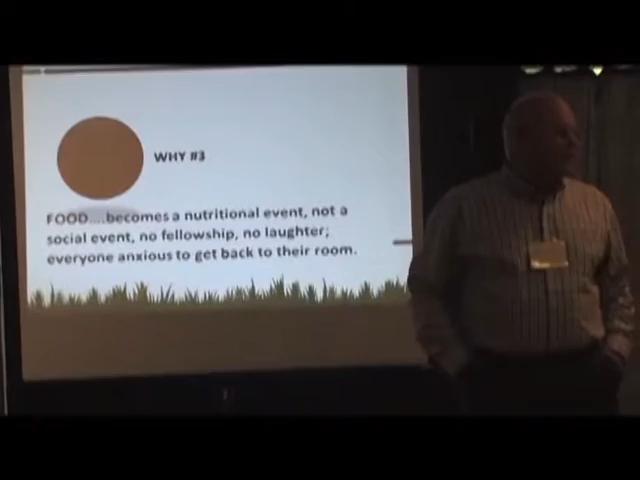 WHY #3
FOOD....becomes a nutritional event, not a
social event, no fellowship, no laughter;
everyone anxious to get back to their room.